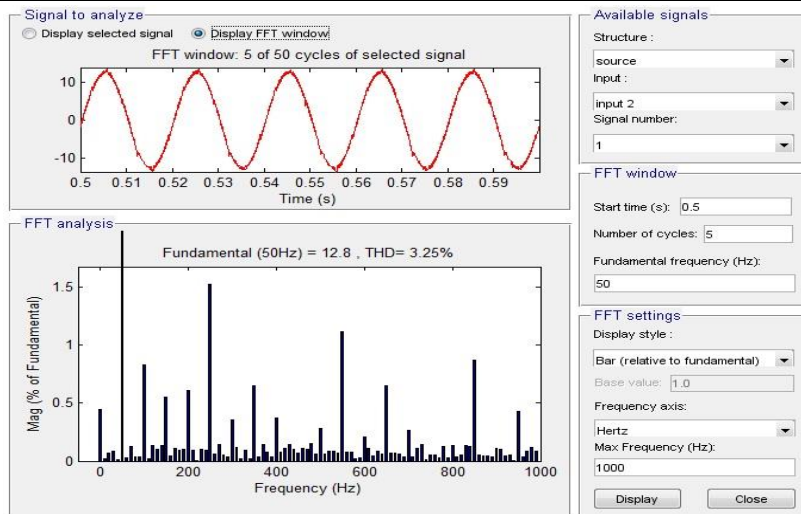 Signal to analyze
Display selected signal
Display FFT window
FFT window: 5 of 50 cycles of selected signal
10
0
-10
0.5 0.51 0.52 0.53 0.54 0.55 0.56 0.57 0.58 0.59
Time (s)
FFT analysis
Fundamental (50Hz) = 12.8 , THD= 3.25%
Mag (% of Fundamental)
1.5
1
0.5
0
0 200 400 600 800 1000
Frequency (Hz)
Available signals
Structure :
source
Input :
input 2
Signal number:
1
FFT window
Start time (s): 0.5
Number of cycles: 5
Fundamental frequency (Hz):
50
FFT settings
Display style :
Bar (relative to fundamental)
Base value: 1.0
Frequency axis:
Hertz
Max Frequency (Hz):
1000
Display Close